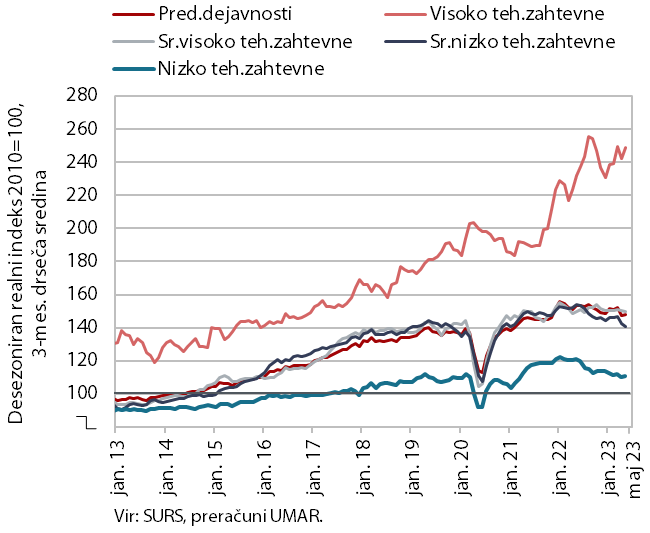 Pred.dejavnosti
Visoko teh.zahtevne
Sr.visoko teh.zahtevne
Sr.nizko teh.zahtevne
Nizko teh.zahtevne
Desezoniran realni indeks 2010=100,
3-mes. drseča sredina
280
260
240
220
200
180
160
140
120
100
jan. 13
jan. 14
jan. 15
jan. 16
jan. 17
jan. 18
jan. 19
jan. 20
jan. 21
jan. 22
jan. 23
maj 23
Vir: SURS, preračuni UMAR.